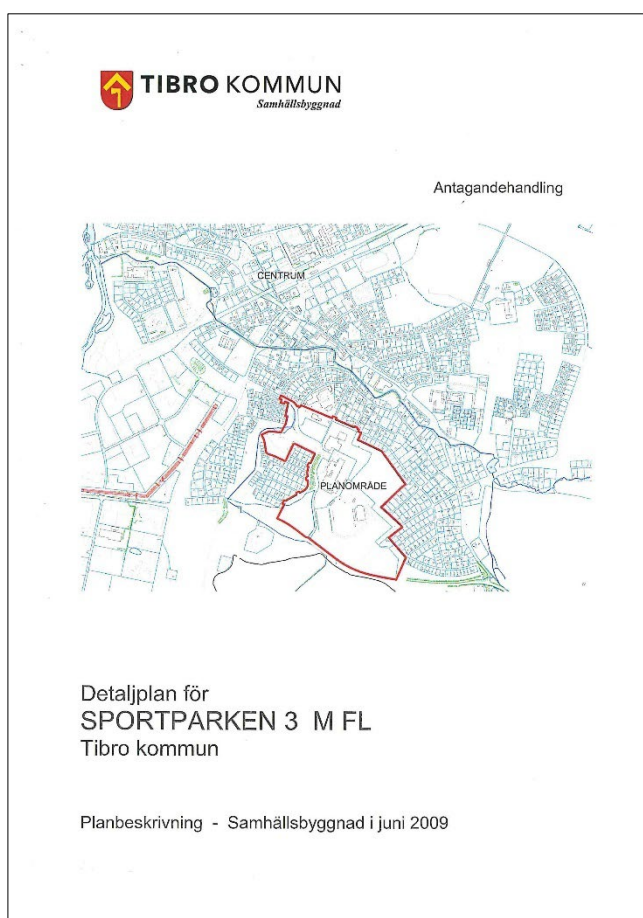 TIBRO KOMMUN
Samhällsbyggnad
Antagandehandling
CENTRUM
PLANOMRÅDE
Detaljplan för
SPORTPARKEN 3 M FL
Tibro kommun
Planbeskrivning - Samhällsbyggnad i juni 2009